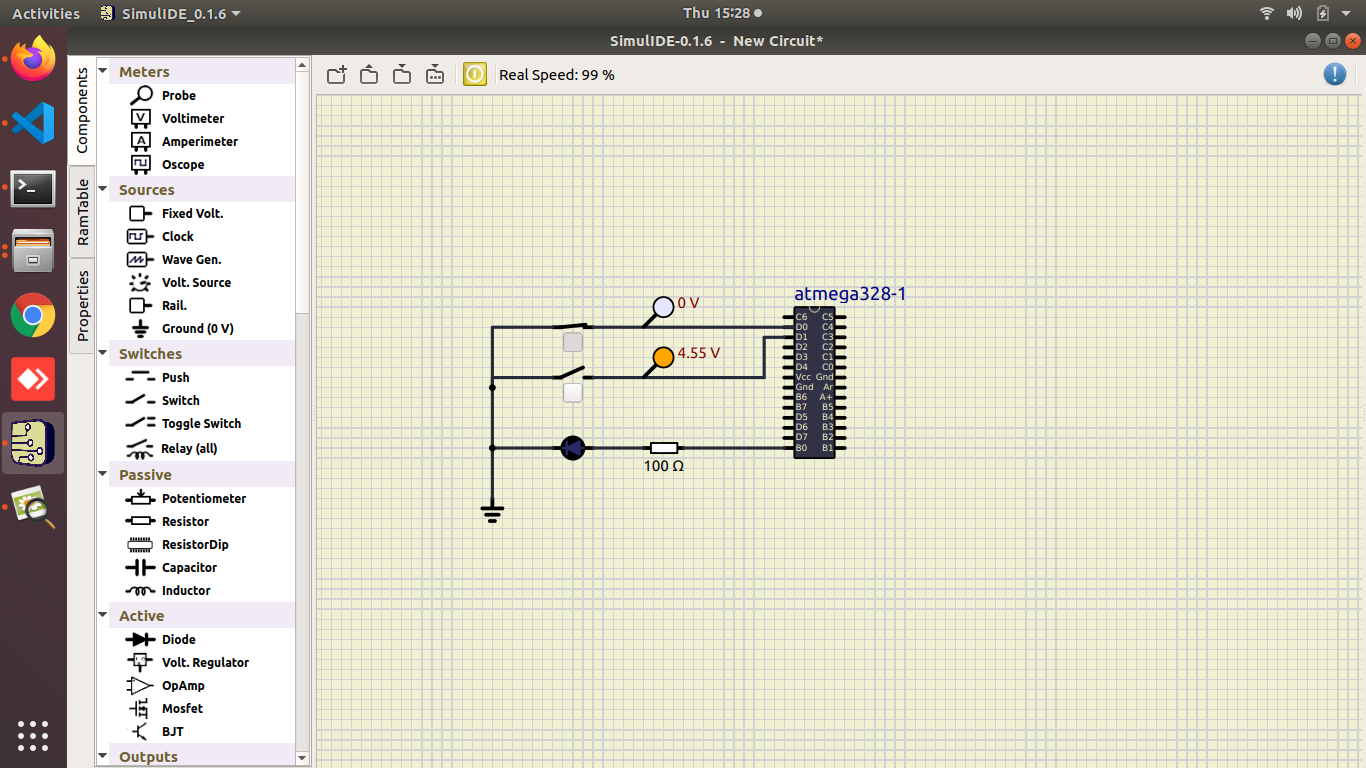 Activities
SimulIDE_0.1.6
Thu 15:28
SimulIDE-0.1.6 - New Circuit*
Components
RamTable
Properties
Meters
Probe
Voltimeter
Amperimeter
Oscope
Sources
Fixed Volt.
Clock
Wave Gen.
Volt. Source
Rail.
Ground (0 V)
Switches
Push
Switch
Toggle Switch
Relay (all)
Passive
Potentiometer
Resistor
ResistorDip
Capacitor
Inductor
Active
Diode
Volt. Regulator
OpAmp
Mosfet
BJT
Outputs
Real Speed: 99 %
0 V
4.55 V
100 Ω
atmega328-1
C6 C5
D0 C4
D1 C3
D2 C2
D3 C1
D4 C0
Vcc Gnd
Gnd Ar
B6 A+
B7 B5
D5 B4
D6 B3
D7 B2
B0 B1